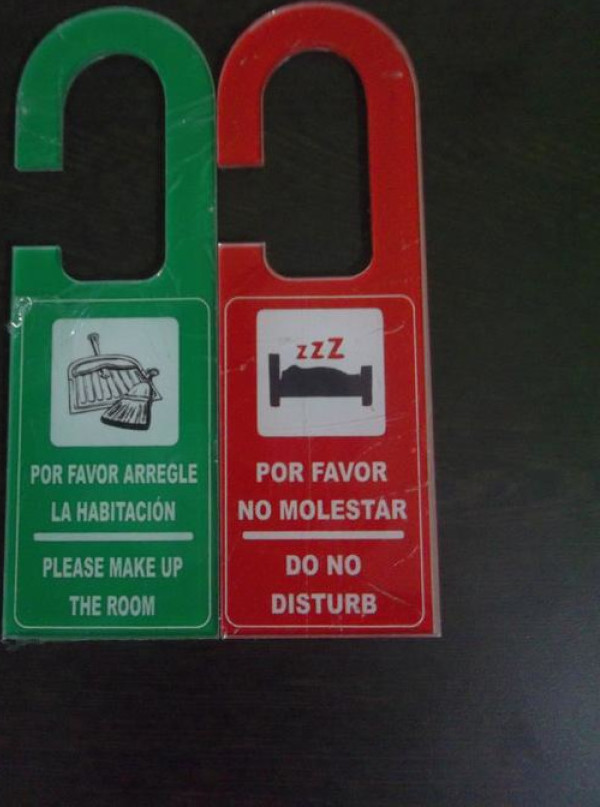 POR FAVOR ARREGLE
LA HABITACIÓN
PLEASE MAKE UP
THE ROOM
zzZ
POR FAVOR
NO MOLESTAR
DO NO
DISTURB